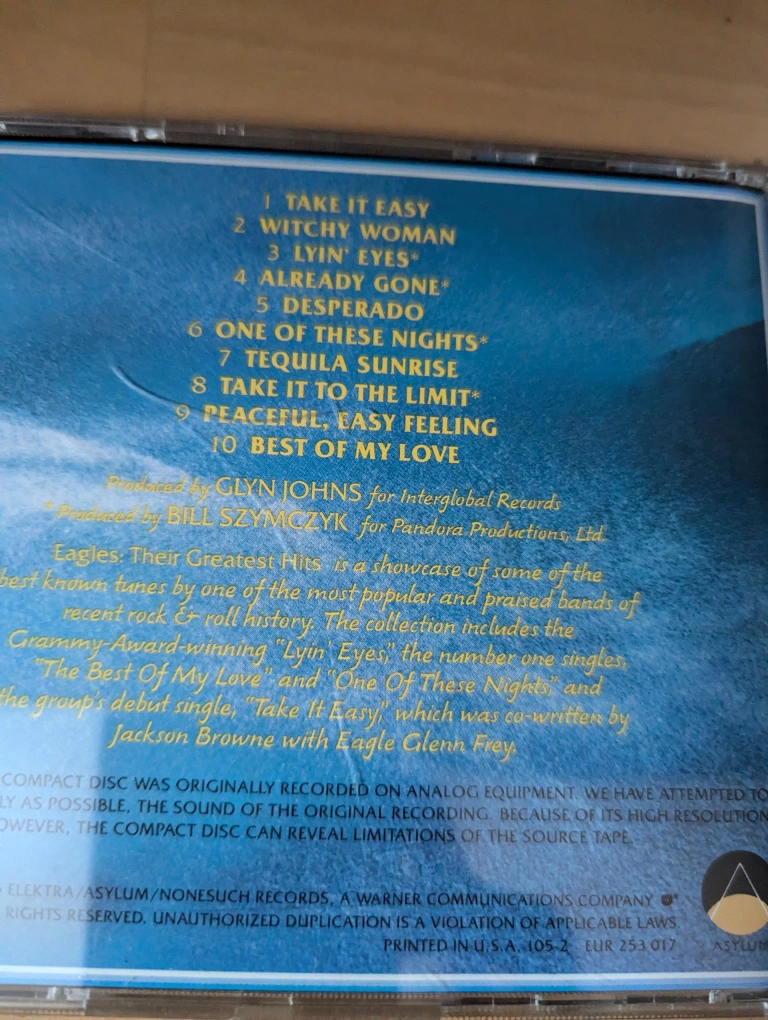 1 TAKE IT EASY
2 WITCHY WOMAN
3 LYIN' EYES*
4 ALREADY GONE*
5 DESPERADO
6 ONE OF THESE NIGHTS*
7 TEQUILA SUNRISE
8 TAKE IT TO THE LIMIT*
9 PEACEFUL, EASY FEELING
10 BEST OF MY LOVE
Produced by GLYN JOHNS for Interglobal Records
* Produced by BILL SZYMCZYK for Pandora Productions, Ltd.
Eagles: Their Greatest Hits is a showcase of some of the
best known tunes by one of the most popular and praised bands of
recent rock & roll history. The collection includes the
Grammy-Award-winning "Lyin' Eyes," the number one singles,
"The Best Of My Love" and "One Of These Nights," and
the group's debut single, "Take It Easy," which was co-written by
Jackson Browne with Eagle Glenn Frey.
COMPACT DISC WAS ORIGINALLY RECORDED ON ANALOG EQUIPMENT. WE HAVE ATTEMPTED TO
LY AS POSSIBLE, THE SOUND OF THE ORIGINAL RECORDING. BECAUSE OF ITS HIGH RESOLUTION
OWEVER, THE COMPACT DISC CAN REVEAL LIMITATIONS OF THE SOURCE TAPE.
ELEKTRA/ASYLUM/NONESUCH RECORDS, A WARNER COMMUNICATIONS COMPANY
RIGHTS RESERVED. UNAUTHORIZED DUPLICATION IS A VIOLATION OF APPLICABLE LAWS.
PRINTED IN U.S.A. 105-2 EUR 253 017
ASYLUM